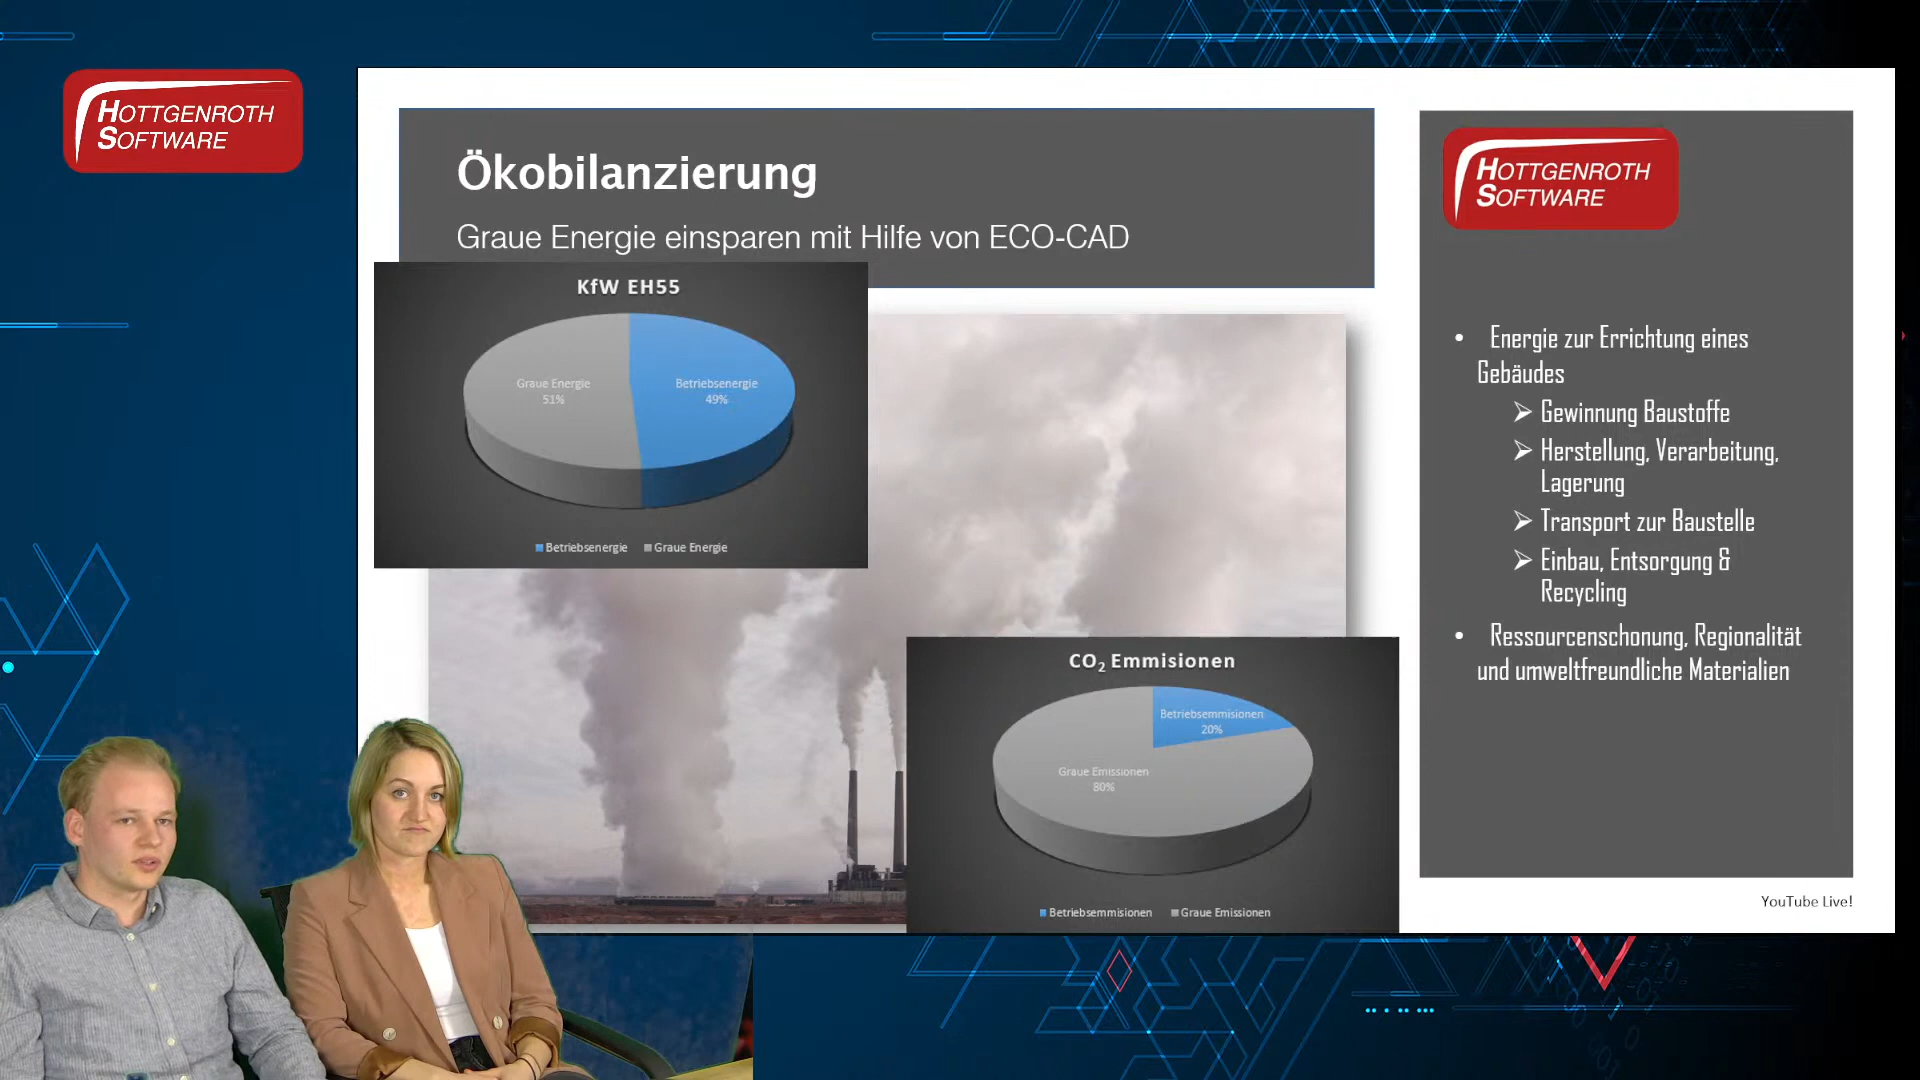 HOTTGENROTH
SOFTWARE
Ökobilanzierung
Graue Energie einsparen mit Hilfe von ECO-CAD
KfW EH55
Graue Energie
51%
Betriebsenergie
49%
Betriebsenergie Graue Energie
CO₂ Emmisionen
Betriebsemmisionen
20%
Graue Emissionen
80%
Betriebsemmisionen Graue Emissionen
HOTTGENROTH
SOFTWARE
• Energie zur Errichtung eines
Gebäudes
➢ Gewinnung Baustoffe
➢ Herstellung, Verarbeitung,
Lagerung
➢ Transport zur Baustelle
➢ Einbau, Entsorgung &
Recycling
• Ressourcenschonung, Regionalität
und umweltfreundliche Materialien
YouTube Live!